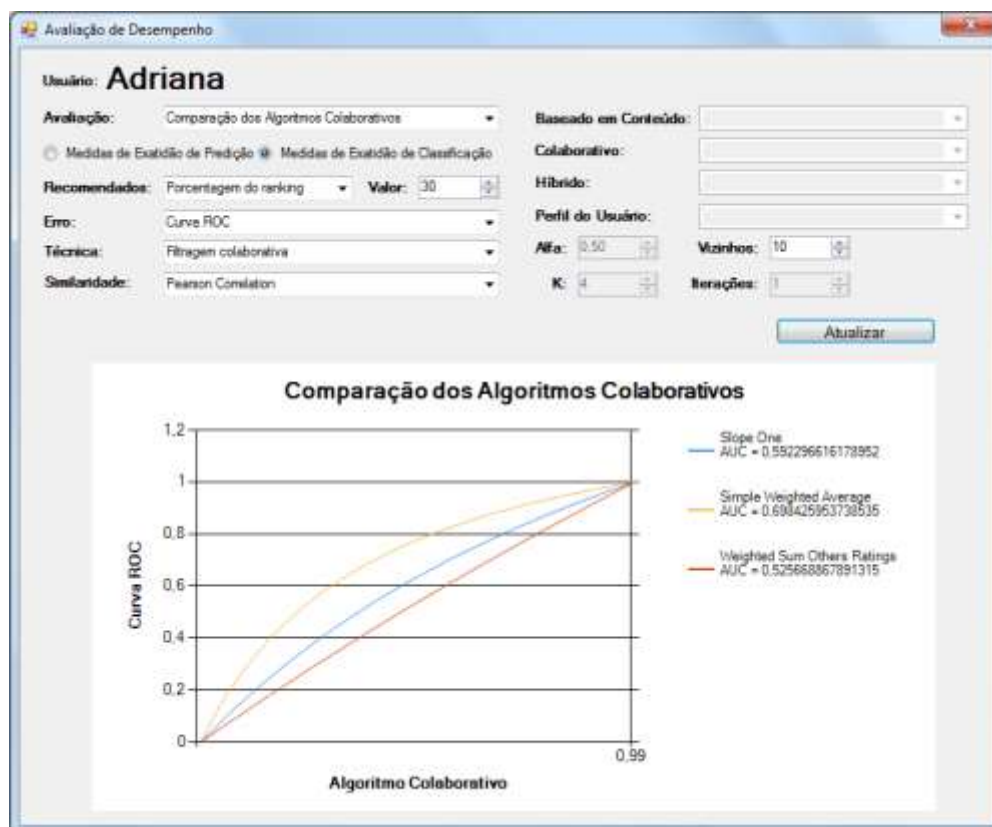 Avaliação de Desempenho
Usuário: Adriana
Avaliação: Comparação dos Algoritmos Colaborativos
Medidas de Exatidão de Predição Medidas de Exatidão de Classificação
Recomendados: Porcentagem do ranking Valor: 30
Erro: Curve ROC
Técnica: Filtragem colaborativa
Similaridade: Pearson Correlation
Baseado em Conteúdo:
Colaborativo:
Híbrido:
Perfil do Usuário:
Alfa: 0,50 Vizinhos: 10
K: 4 Iterações: 1
Atualizar
Comparação dos Algoritmos Colaborativos
1,2
1
0,8
0,6
0,4
0,2
0
Curva ROC
0,99
Algoritmo Colaborativo
Slope One
AUC = 0,592296616178952
Simple Weighted Average
AUC = 0,698425953738535
Weighted Sum Others Ratings
AUC = 0,525668867891315